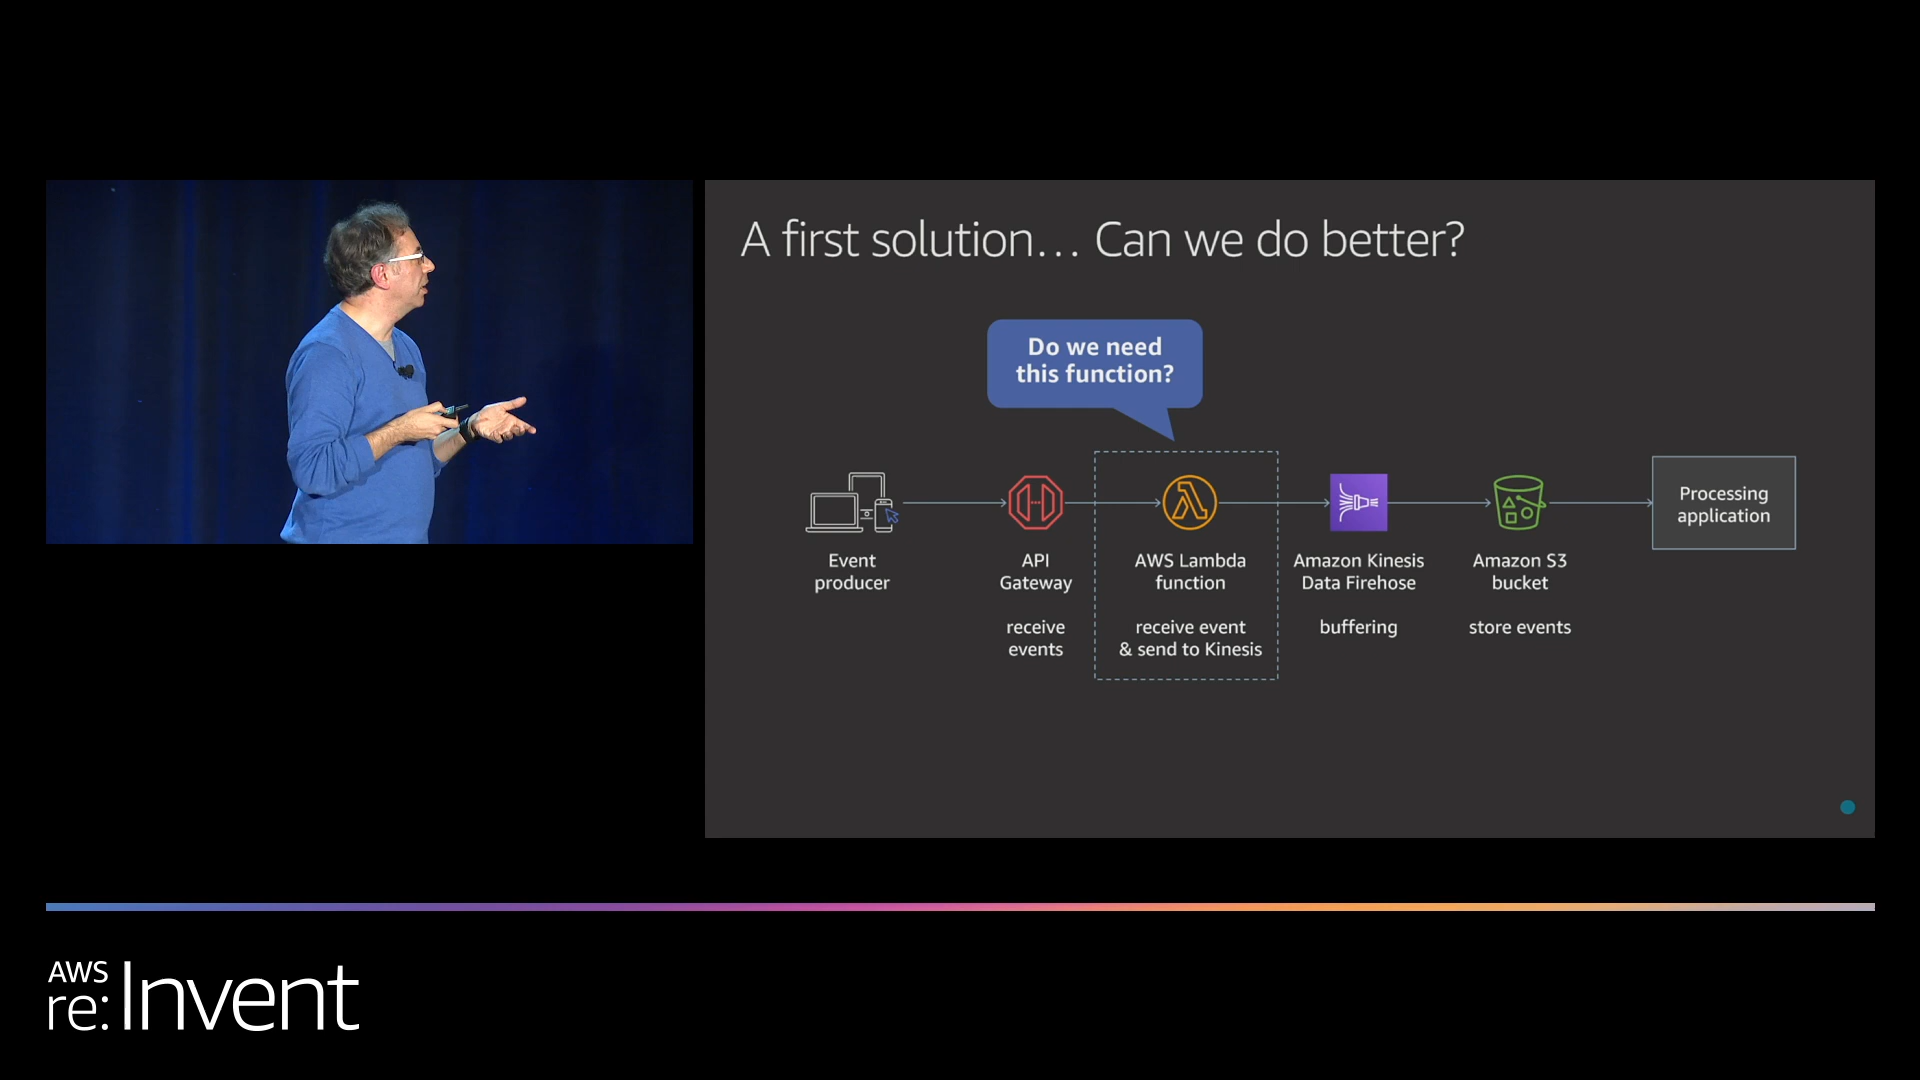 A first solution… Can we do better?
Do we need
this function?
Processing
application
Event
producer
API
Gateway
AWS Lambda
function
Amazon Kinesis
Data Firehose
Amazon S3
bucket
receive
events
receive event
& send to Kinesis
buffering
store events
AWS
re:Invent